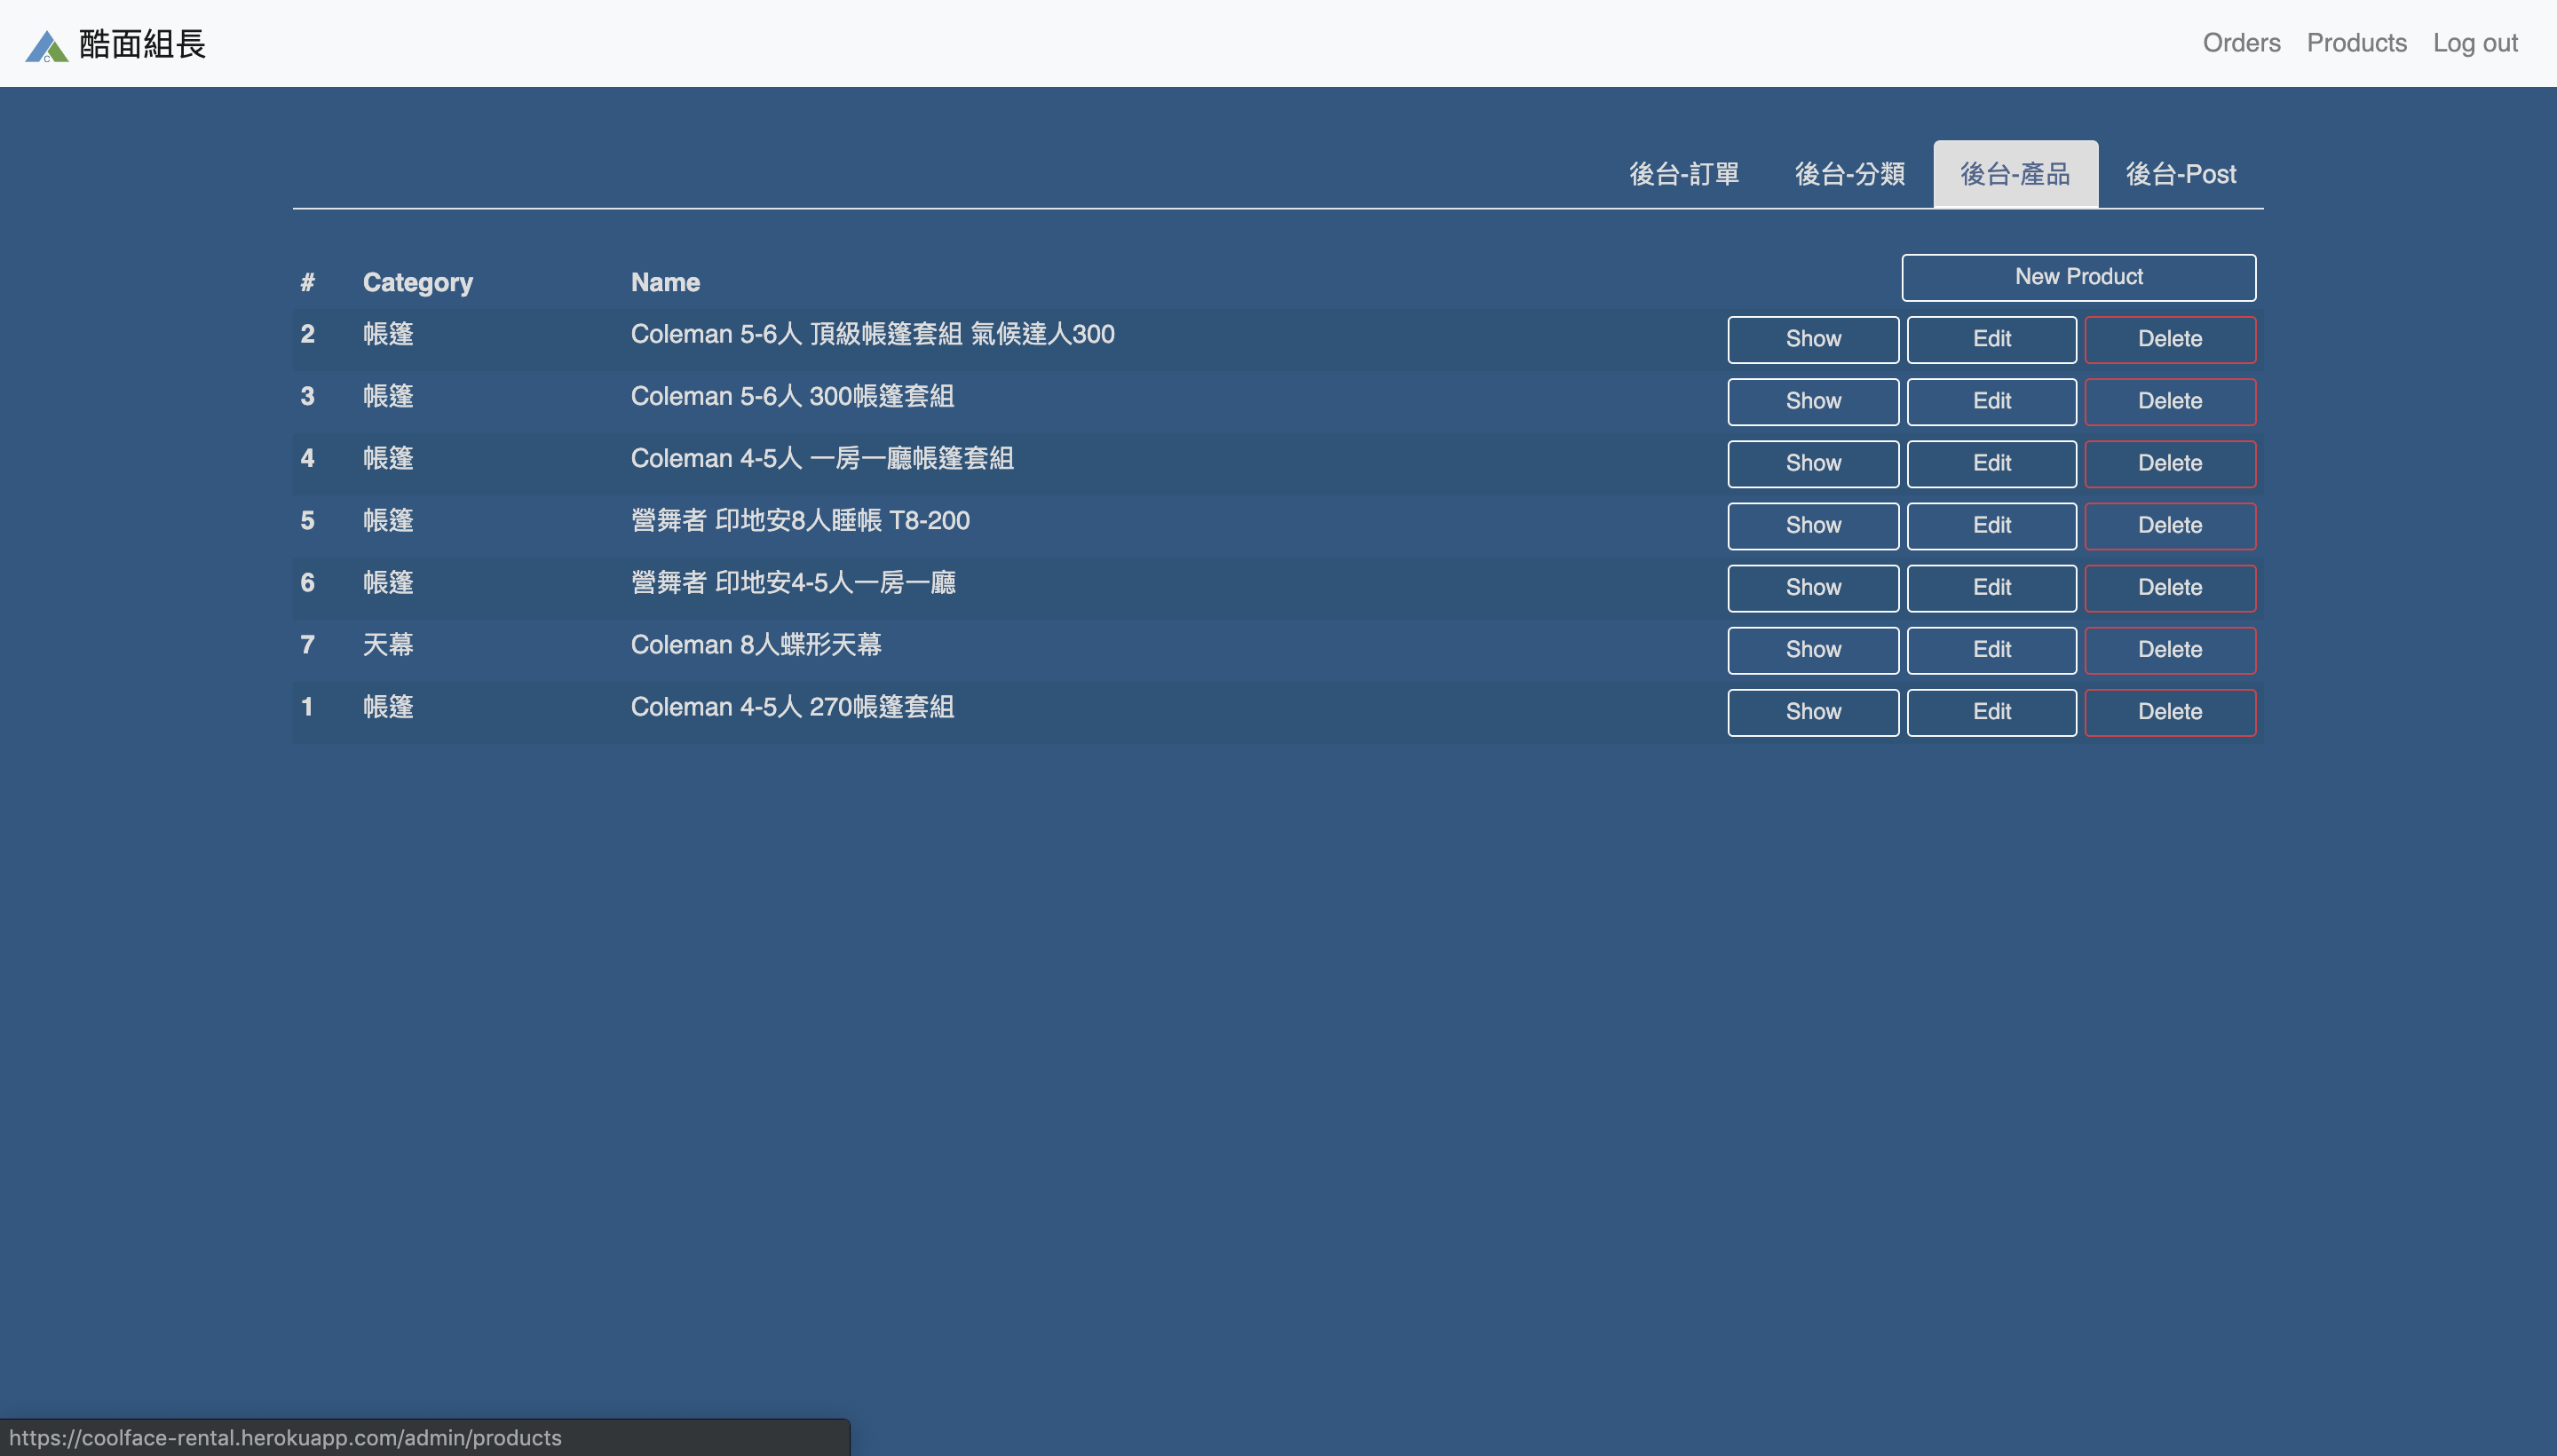 酷面組長 Orders Products Log out
後台-訂單 後台-分類 後台-產品 後台-Post
# Category Name New Product
2 帳篷 Coleman 5-6人 頂級帳篷套組 氣候達人300 Show Edit Delete
3 帳篷 Coleman 5-6人 300帳篷套組 Show Edit Delete
4 帳篷 Coleman 4-5人 一房一廳帳篷套組 Show Edit Delete
5 帳篷 營舞者 印地安8人睡帳 T8-200 Show Edit Delete
6 帳篷 營舞者 印地安4-5人一房一廳 Show Edit Delete
7 天幕 Coleman 8人蝶形天幕 Show Edit Delete
1 帳篷 Coleman 4-5人 270帳篷套組 Show Edit Delete
https://coolface-rental.herokuapp.com/admin/products